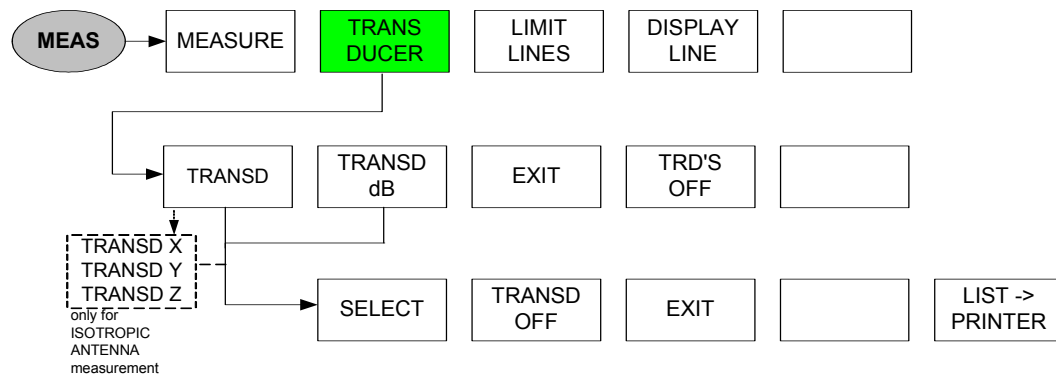 MEAS
MEASURE
TRANS
DUCER
LIMIT
LINES
DISPLAY
LINE
TRANSD
TRANSD
dB
EXIT
TRD'S
OFF
TRANSD X
TRANSD Y
TRANSD Z
only for
ISOTROPIC
ANTENNA
measurement
SELECT
TRANSD
OFF
EXIT
LIST ->
PRINTER